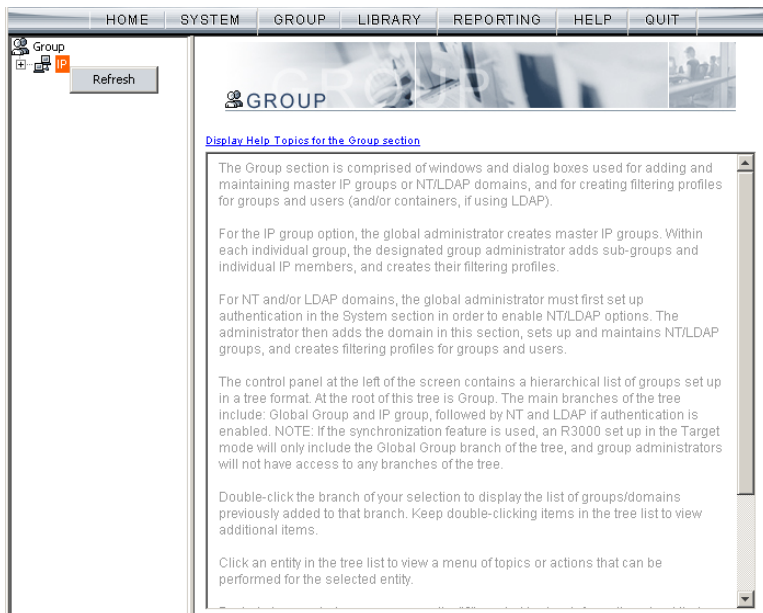 HOME SYSTEM GROUP LIBRARY REPORTING HELP QUIT
Group
IP
Refresh
GROUP
GROUP
Display Help Topics for the Group section
The Group section is comprised of windows and dialog boxes used for adding and
maintaining master IP groups or NT/LDAP domains, and for creating filtering profiles
for groups and users (and/or containers, if using LDAP).
For the IP group option, the global administrator creates master IP groups. Within
each individual group, the designated group administrator adds sub-groups and
individual IP members, and creates their filtering profiles.
For NT and/or LDAP domains, the global administrator must first set up
authentication in the System section in order to enable NT/LDAP options. The
administrator then adds the domain in this section, sets up and maintains NT/LDAP
groups, and creates filtering profiles for groups and users.
The control panel at the left of the screen contains a hierarchical list of groups set up
in a tree format. At the root of this tree is Group. The main branches of the tree
include: Global Group and IP group, followed by NT and LDAP if authentication is
enabled. NOTE: If the synchronization feature is used, an R3000 set up in the Target
mode will only include the Global Group branch of the tree, and group administrators
will not have access to any branches of the tree.
Double-click the branch of your selection to display the list of groups/domains
previously added to that branch. Keep double-clicking items in the tree list to view
additional items.
Click an entity in the tree list to view a menu of topics or actions that can be
performed for the selected entity.